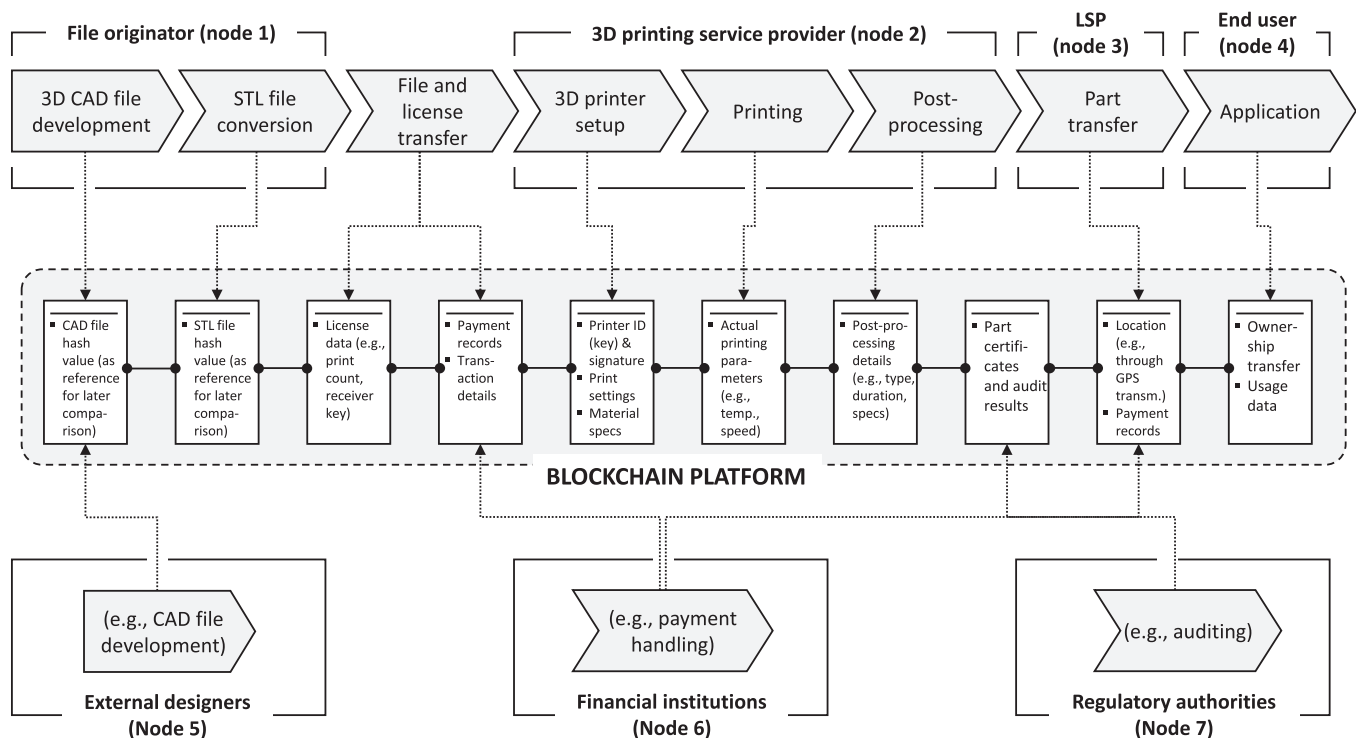 File originator (node 1)
3D printing service provider (node 2)
LSP
(node 3)
End user
(node 4)
3D CAD file
development
STL file
conversion
File and
license
transfer
3D printer
setup
Printing
Post-
processing
Part
transfer
Application
▪ CAD file
hash
value (as
reference
for later
compa-
rison)
▪ STL file
hash
value (as
reference
for later
compa-
rison)
▪ License
data (e.g.,
print
count,
receiver
key)
▪ Payment
records
▪ Trans-
action
details
▪ Printer ID
(key) &
signature
▪ Print
settings
▪ Material
specs
▪ Actual
printing
para-
meters
(e.g.,
temp.,
speed)
▪ Post-pro-
cessing
details
(e.g., type,
duration,
specs)
▪ Part
certifi-
cates
and audit
results
▪ Location
(e.g.,
through
GPS
transm.)
▪ Payment
records
▪ Owner-
ship
transfer
▪ Usage
data
BLOCKCHAIN PLATFORM
(e.g., CAD file
development)
External designers
(Node 5)
(e.g., payment
handling)
Financial institutions
(Node 6)
(e.g., auditing)
Regulatory authorities
(Node 7)